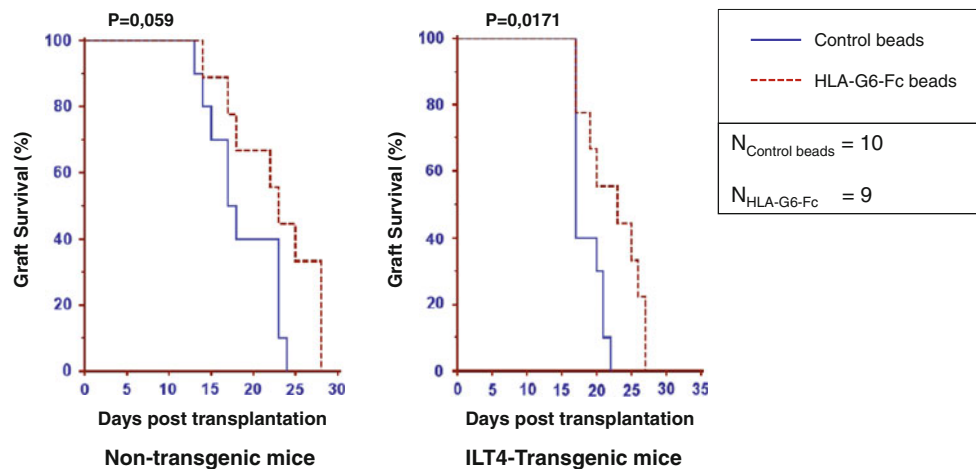 P=0,059
Graft Survival (%)
100
80
60
40
20
0
0 5 10 15 20 25 30
Days post transplantation
Non-transgenic mice
P=0,0171
Graft Survival (%)
100
80
60
40
20
0
0 5 10 15 20 25 30 35
Days post transplantation
ILT4-Transgenic mice
Control beads
HLA-G6-Fc beads
NControl beads = 10
NHLA-G6-Fc = 9